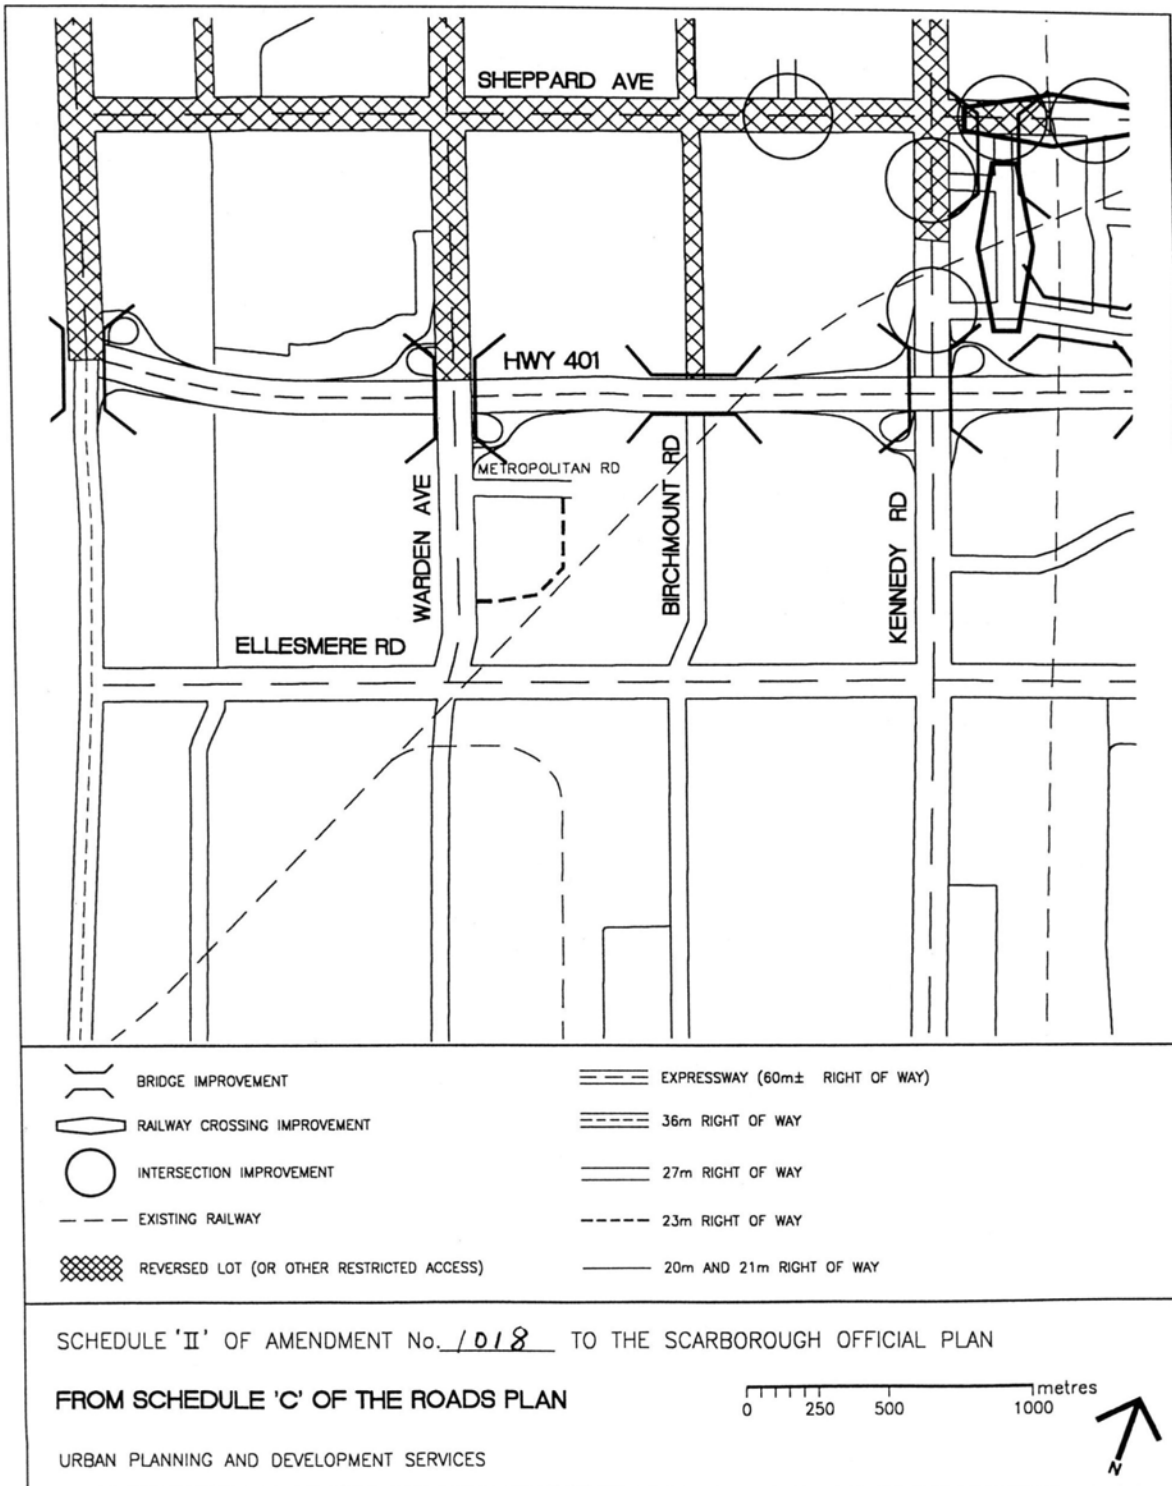 SHEPPARD AVE
HWY 401
METROPOLITAN RD
WARDEN AVE
BIRCHMOUNT RD
KENNEDY RD
ELLESMERE RD
BRIDGE IMPROVEMENT
RAILWAY CROSSING IMPROVEMENT
INTERSECTION IMPROVEMENT
EXISTING RAILWAY
REVERSED LOT (OR OTHER RESTRICTED ACCESS)
EXPRESSWAY (60m± RIGHT OF WAY)
36m RIGHT OF WAY
27m RIGHT OF WAY
23m RIGHT OF WAY
20m AND 21m RIGHT OF WAY
SCHEDULE 'II' OF AMENDMENT No. 1018 TO THE SCARBOROUGH OFFICIAL PLAN
FROM SCHEDULE 'C' OF THE ROADS PLAN
URBAN PLANNING AND DEVELOPMENT SERVICES
metres
0 250 500 1000
N